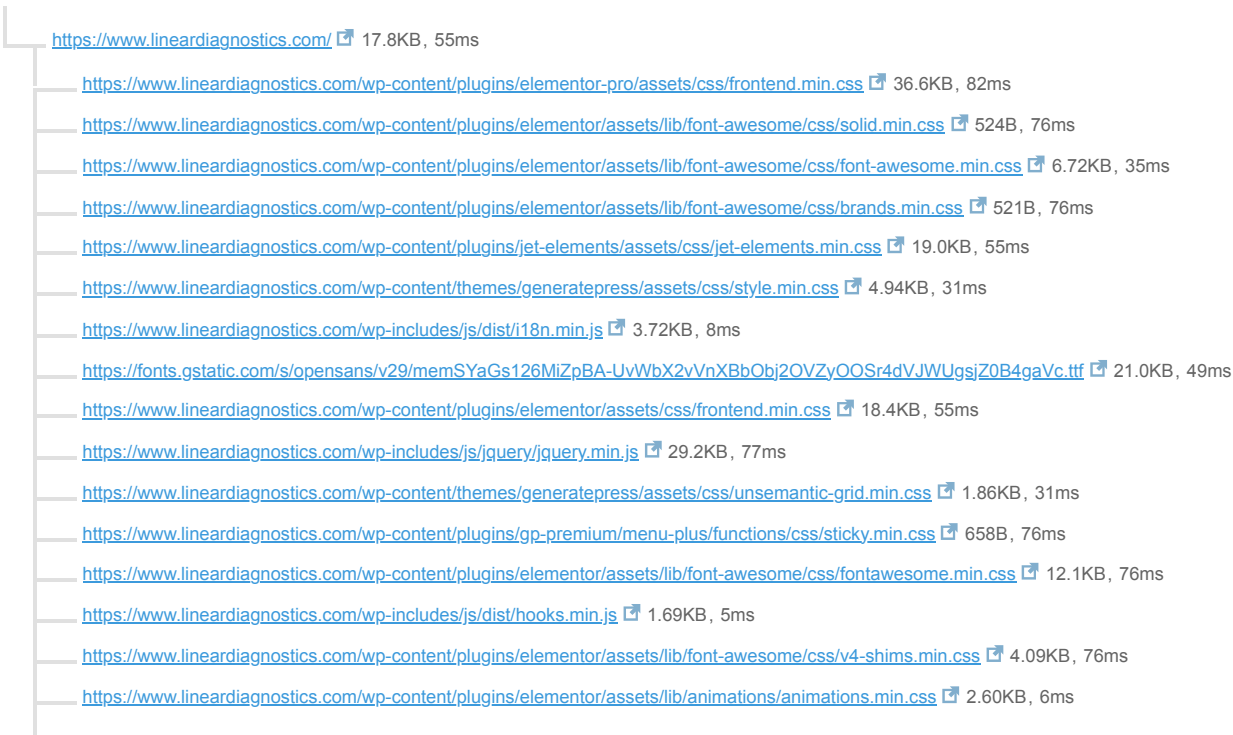 https://www.lineardiagnostics.com/ 17.8KB, 55ms
https://www.lineardiagnostics.com/wp-content/plugins/elementor-pro/assets/css/frontend.min.css 36.6KB, 82ms
https://www.lineardiagnostics.com/wp-content/plugins/elementor/assets/lib/font-awesome/css/solid.min.css 524B, 76ms
https://www.lineardiagnostics.com/wp-content/plugins/elementor/assets/lib/font-awesome/css/font-awesome.min.css 6.72KB, 35ms
https://www.lineardiagnostics.com/wp-content/plugins/elementor/assets/lib/font-awesome/css/brands.min.css 521B, 76ms
https://www.lineardiagnostics.com/wp-content/plugins/jet-elements/assets/css/jet-elements.min.css 19.0KB, 55ms
https://www.lineardiagnostics.com/wp-content/themes/generatepress/assets/css/style.min.css 4.94KB, 31ms
https://www.lineardiagnostics.com/wp-includes/js/dist/i18n.min.js 3.72KB, 8ms
https://fonts.gstatic.com/s/opensans/v29/memSYaGs126MiZpBA-UvWbX2vVnXBbObj2OVZyOOSr4dVJWUgsjZ0B4gaVc.ttf 21.0KB, 49ms
https://www.lineardiagnostics.com/wp-content/plugins/elementor/assets/css/frontend.min.css 18.4KB, 55ms
https://www.lineardiagnostics.com/wp-includes/js/jquery/jquery.min.js 29.2KB, 77ms
https://www.lineardiagnostics.com/wp-content/themes/generatepress/assets/css/unsemantic-grid.min.css 1.86KB, 31ms
https://www.lineardiagnostics.com/wp-content/plugins/gp-premium/menu-plus/functions/css/sticky.min.css 658B, 76ms
https://www.lineardiagnostics.com/wp-content/plugins/elementor/assets/lib/font-awesome/css/fontawesome.min.css 12.1KB, 76ms
https://www.lineardiagnostics.com/wp-includes/js/dist/hooks.min.js 1.69KB, 5ms
https://www.lineardiagnostics.com/wp-content/plugins/elementor/assets/lib/font-awesome/css/v4-shims.min.css 4.09KB, 76ms
https://www.lineardiagnostics.com/wp-content/plugins/elementor/assets/lib/animations/animations.min.css 2.60KB, 6ms